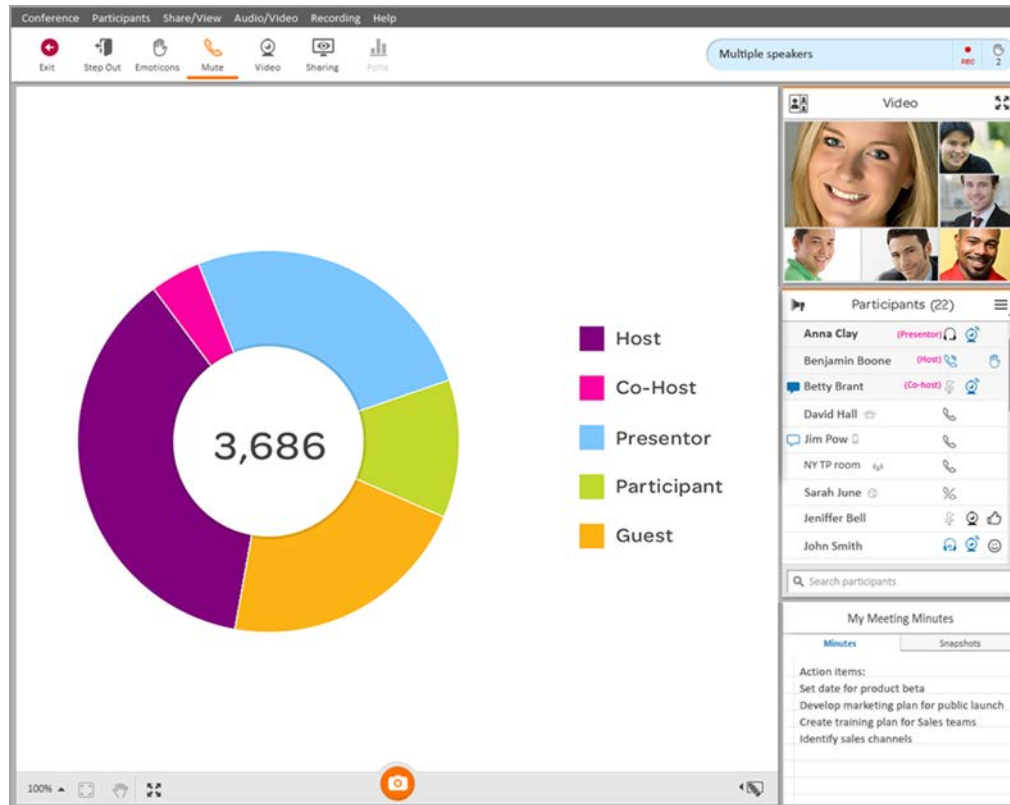 Conference Participants Share/View Audio/Video Recording Help
Exit Step Out Emoticons Mute Video Sharing Polls
Multiple speakers REC 2
Video
3,686
Host
Co-Host
Presentor
Participant
Guest
Participants (22)
Anna Clay (Presentor)
Benjamin Boone (Host)
Betty Brant (Co-host)
David Hall
Jim Pow
NY TP room
Sarah June
Jeniffer Bell
John Smith
Search participants
My Meeting Minutes
Minutes Snapshots
Action items:
Set date for product beta
Develop marketing plan for public launch
Create training plan for Sales teams
Identify sales channels
100%